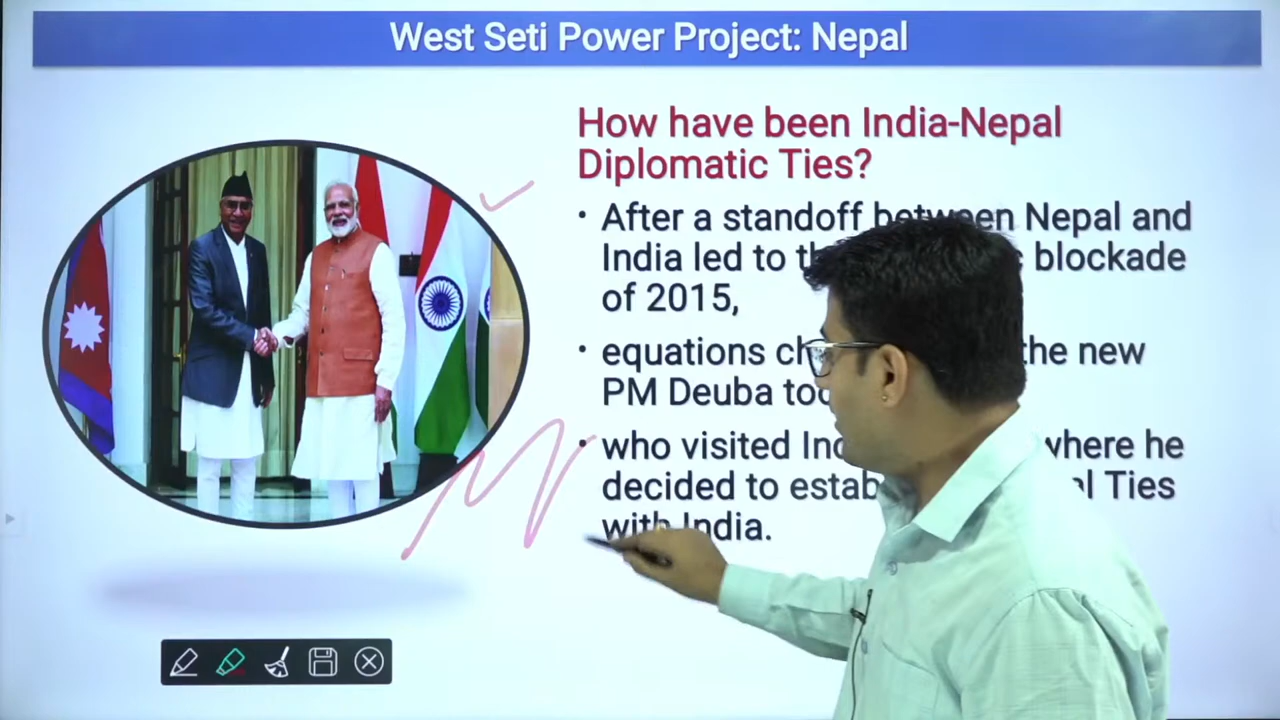 West Seti Power Project: Nepal
How have been India-Nepal
Diplomatic Ties?
• After a standoff between Nepal and
India led to blockade
of 2015,
• equations the new
PM Deuba
• who visited where he
decided to Ties
with India.